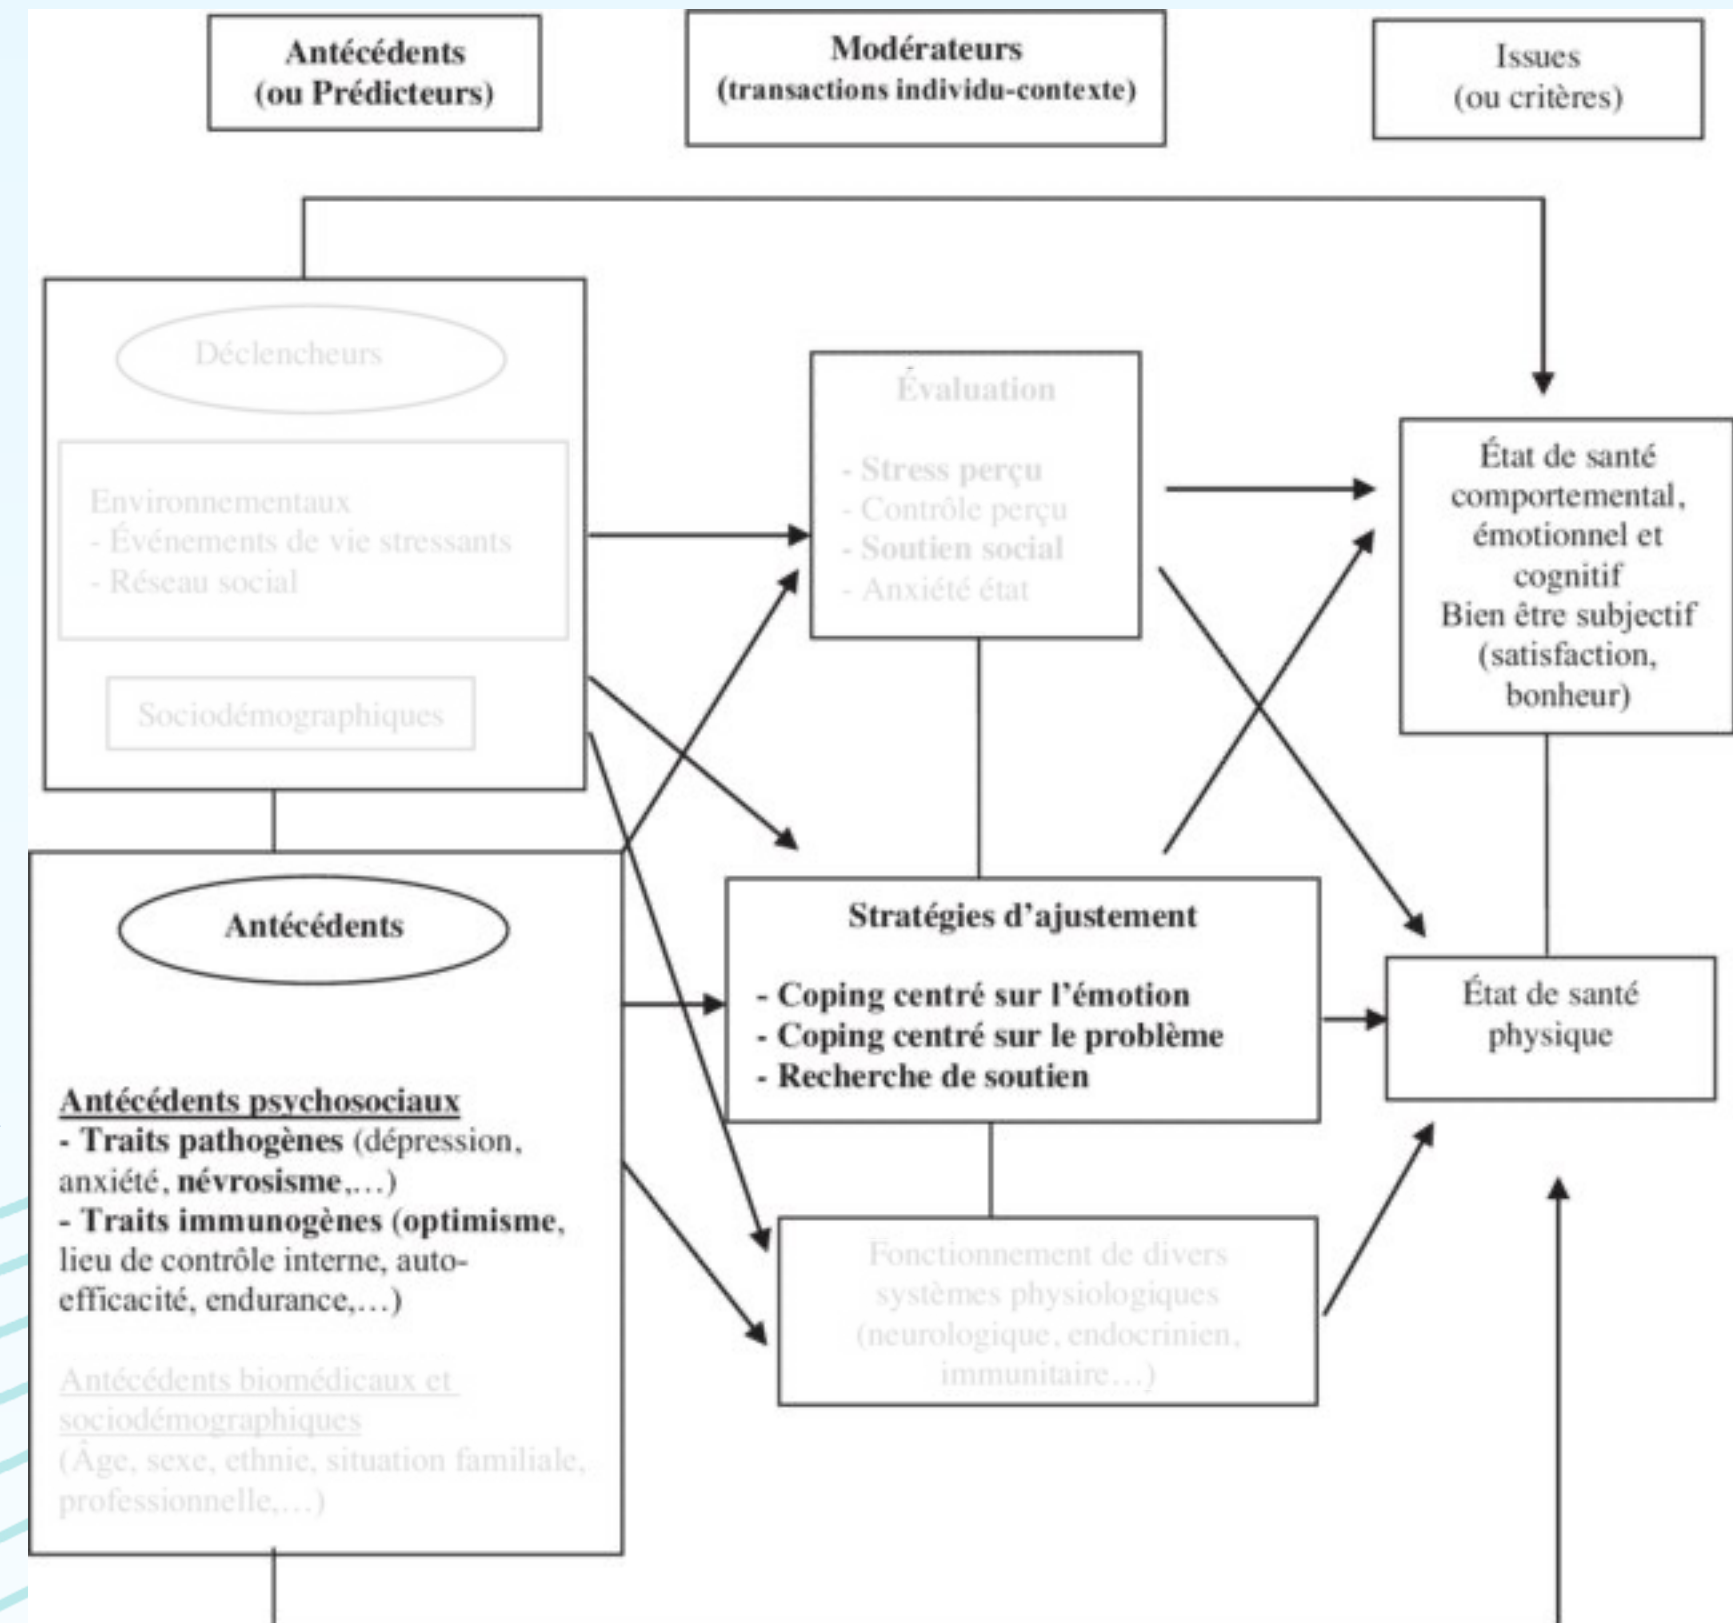 Antécédents
(ou Prédicteurs)
Modérateurs
(transactions individu-contexte)
Issues
(ou critères)
Déclencheurs
Environnementaux
- Événements de vie stressants
- Réseau social
Sociodémographiques
Évaluation
- Stress perçu
- Contrôle perçu
- Soutien social
- Anxiété état
État de santé
comportemental,
émotionnel et
cognitif
Bien être subjectif
(satisfaction,
bonheur)
Antécédents
Antécédents psychosociaux
- Traits pathogènes (dépression,
anxiété, névrosisme,…)
- Traits immunogènes (optimisme,
lieu de contrôle interne, auto-
efficacité, endurance,…)
Antécédents biomédicaux et
sociodémographiques
(Âge, sexe, ethnie, situation familiale,
professionnelle,…)
Stratégies d’ajustement
- Coping centré sur l’émotion
- Coping centré sur le problème
- Recherche de soutien
État de santé
physique
Fonctionnement de divers
systèmes physiologiques
(neurologique, endocrinien,
immunitaire…)